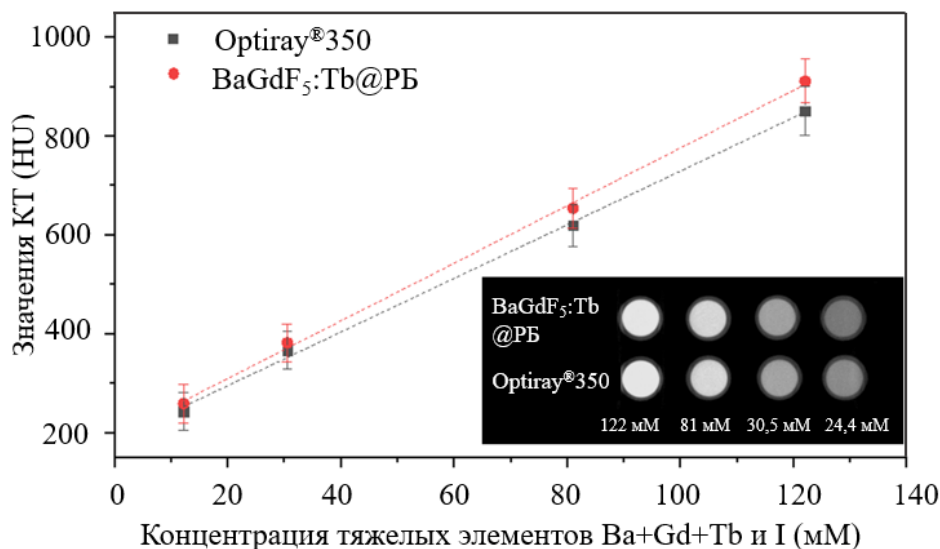 1000
800
600
400
200
Значения КТ (HU)
Optiray®350
BaGdF₅:Tb@РБ
BaGdF₅:Tb
@РБ
Optiray®350
122 мМ 81 мМ 30,5 мМ 24,4 мМ
0 20 40 60 80 100 120 140
Концентрация тяжелых элементов Ba+Gd+Tb и I (мМ)